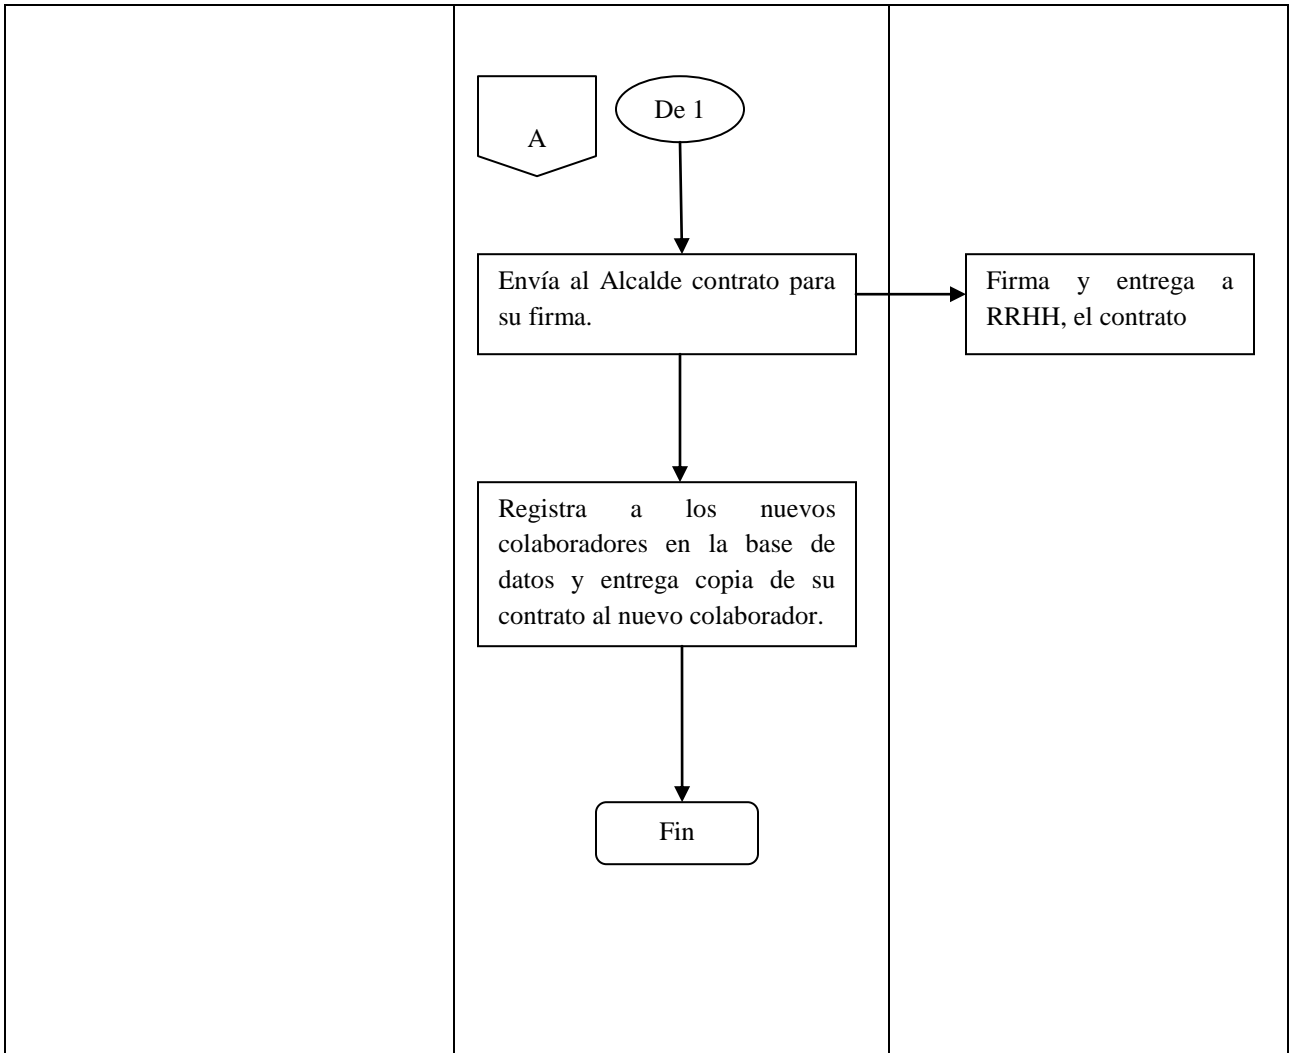 De 1
A
Envía al Alcalde contrato para
su firma.
Firma y entrega a
RRHH, el contrato
Registra a los nuevos
colaboradores en la base de
datos y entrega copia de su
contrato al nuevo colaborador.
Fin